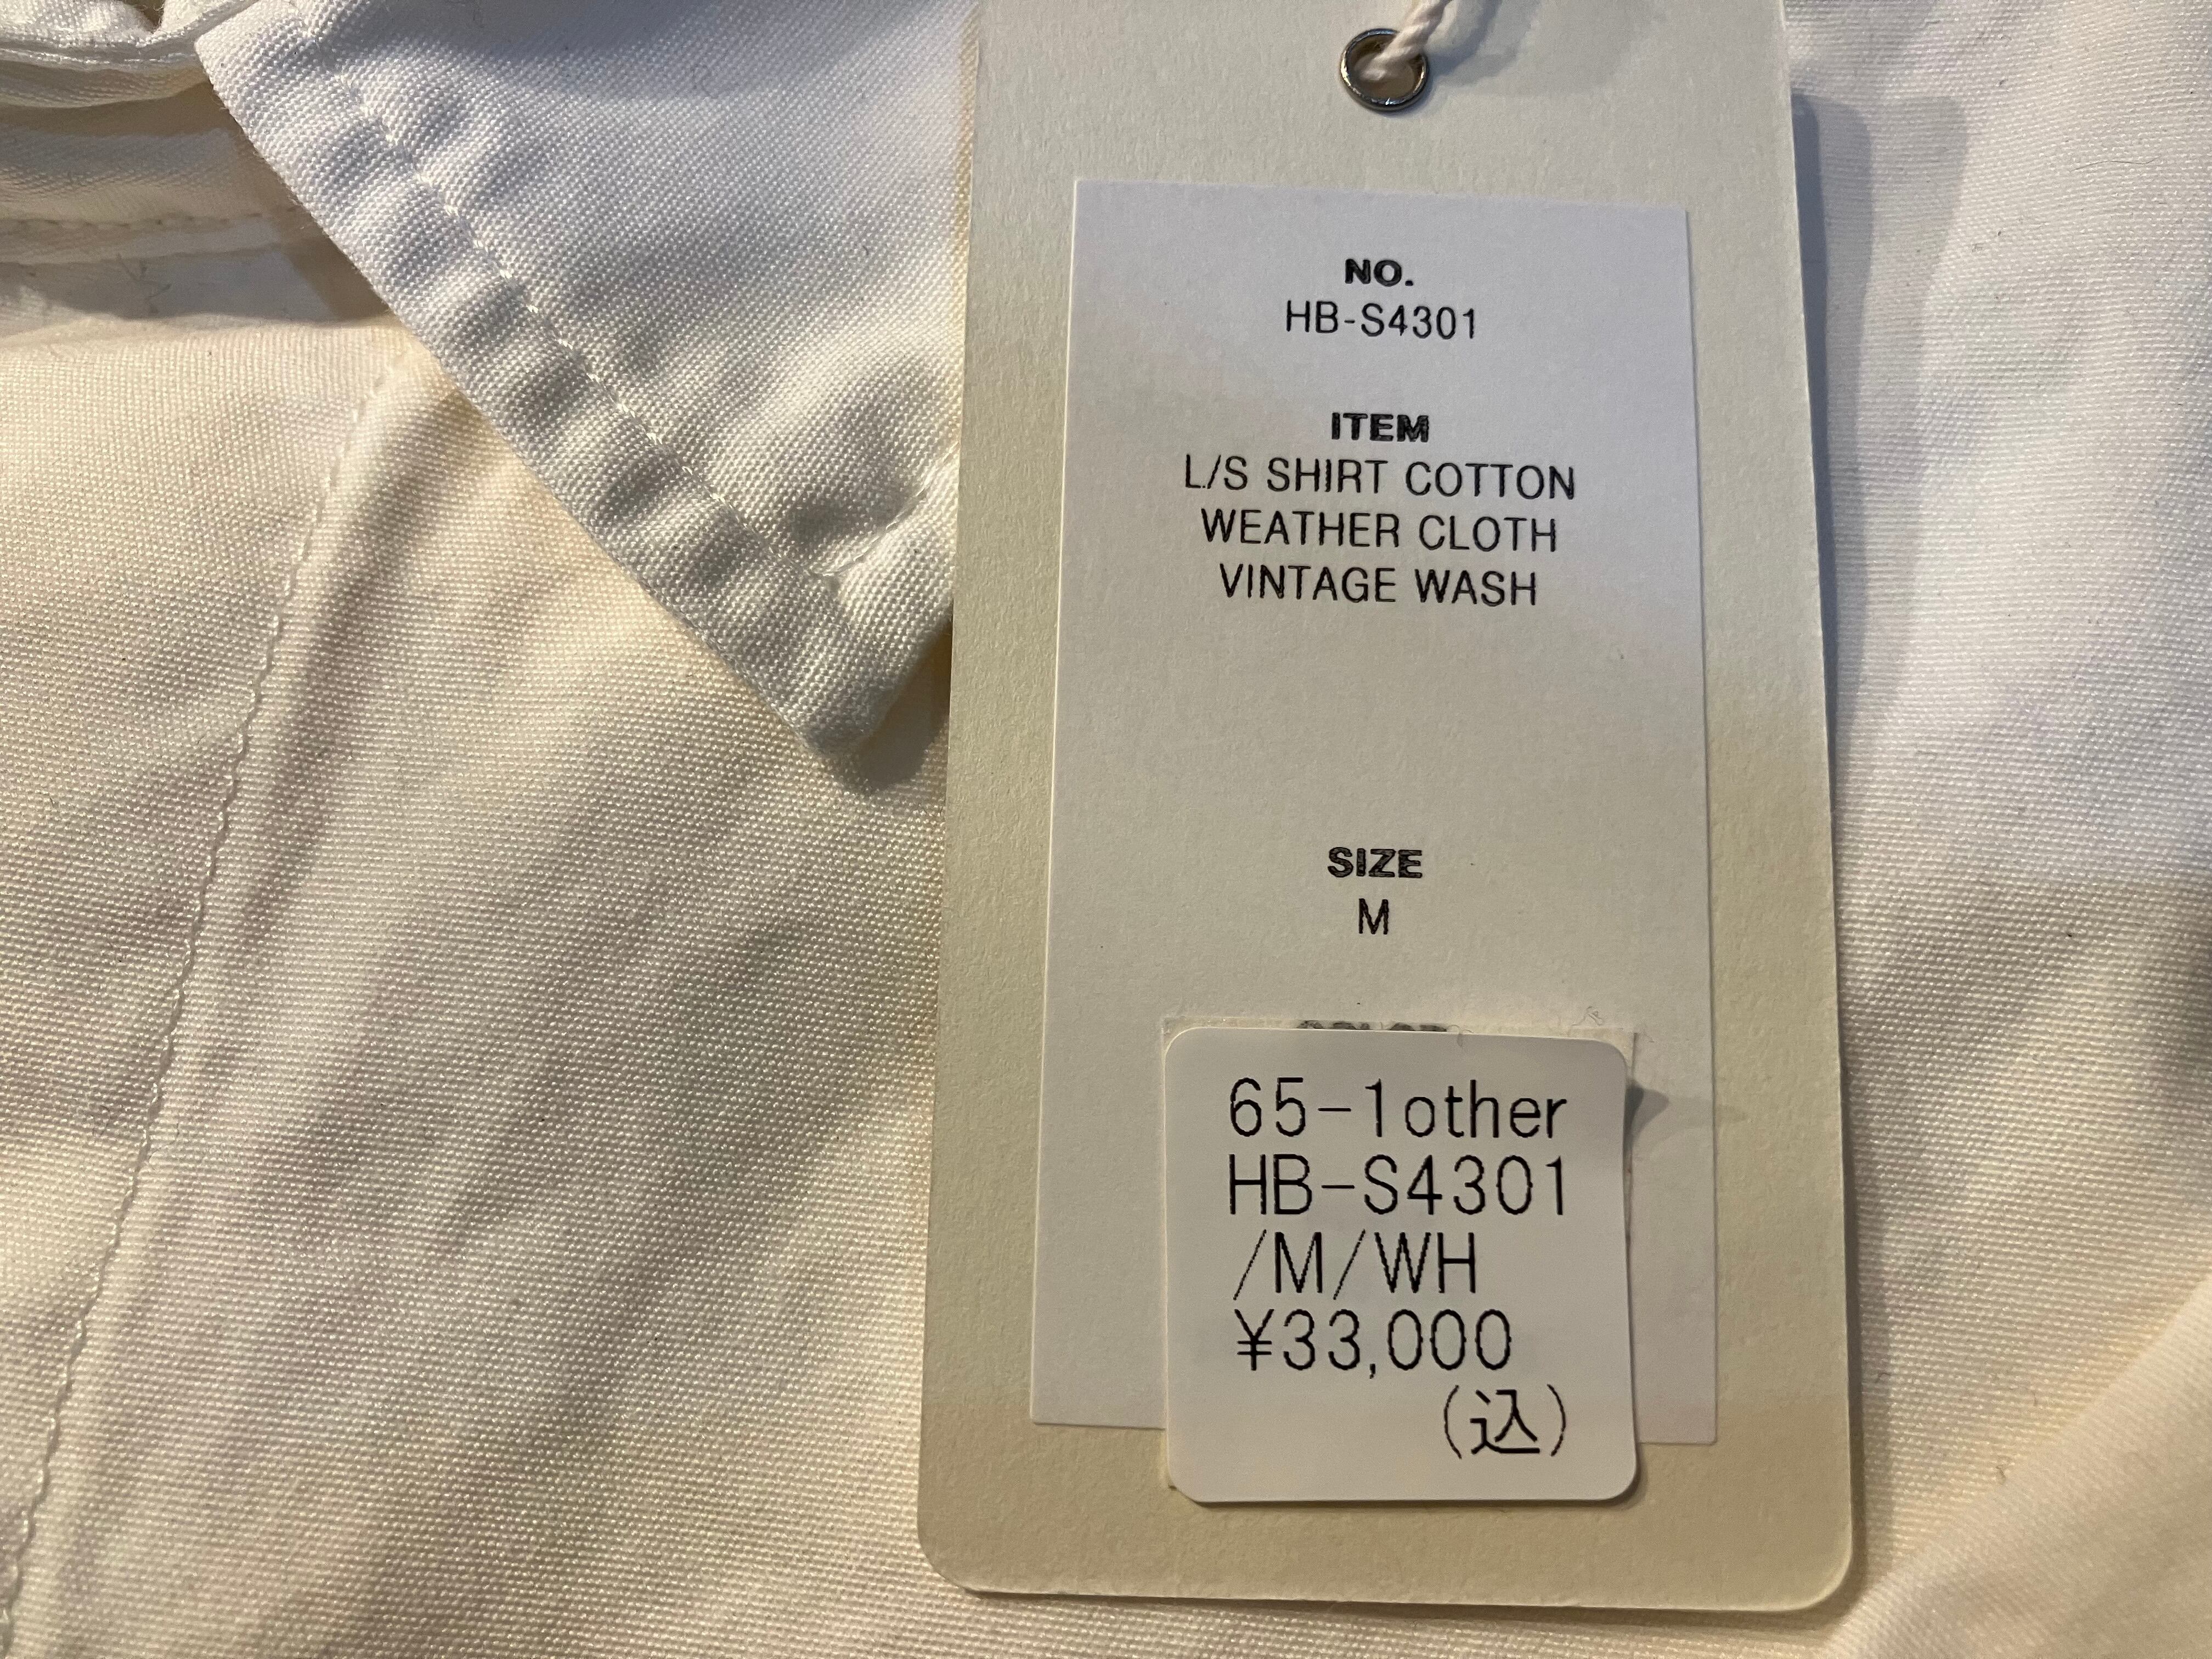 NO.
HB-S4301
ITEM
L/S SHIRT COTTON
WEATHER CLOTH
VINTAGE WASH
SIZE
M
65-1other
HB-S4301
/M/WH
¥33,000
(込)